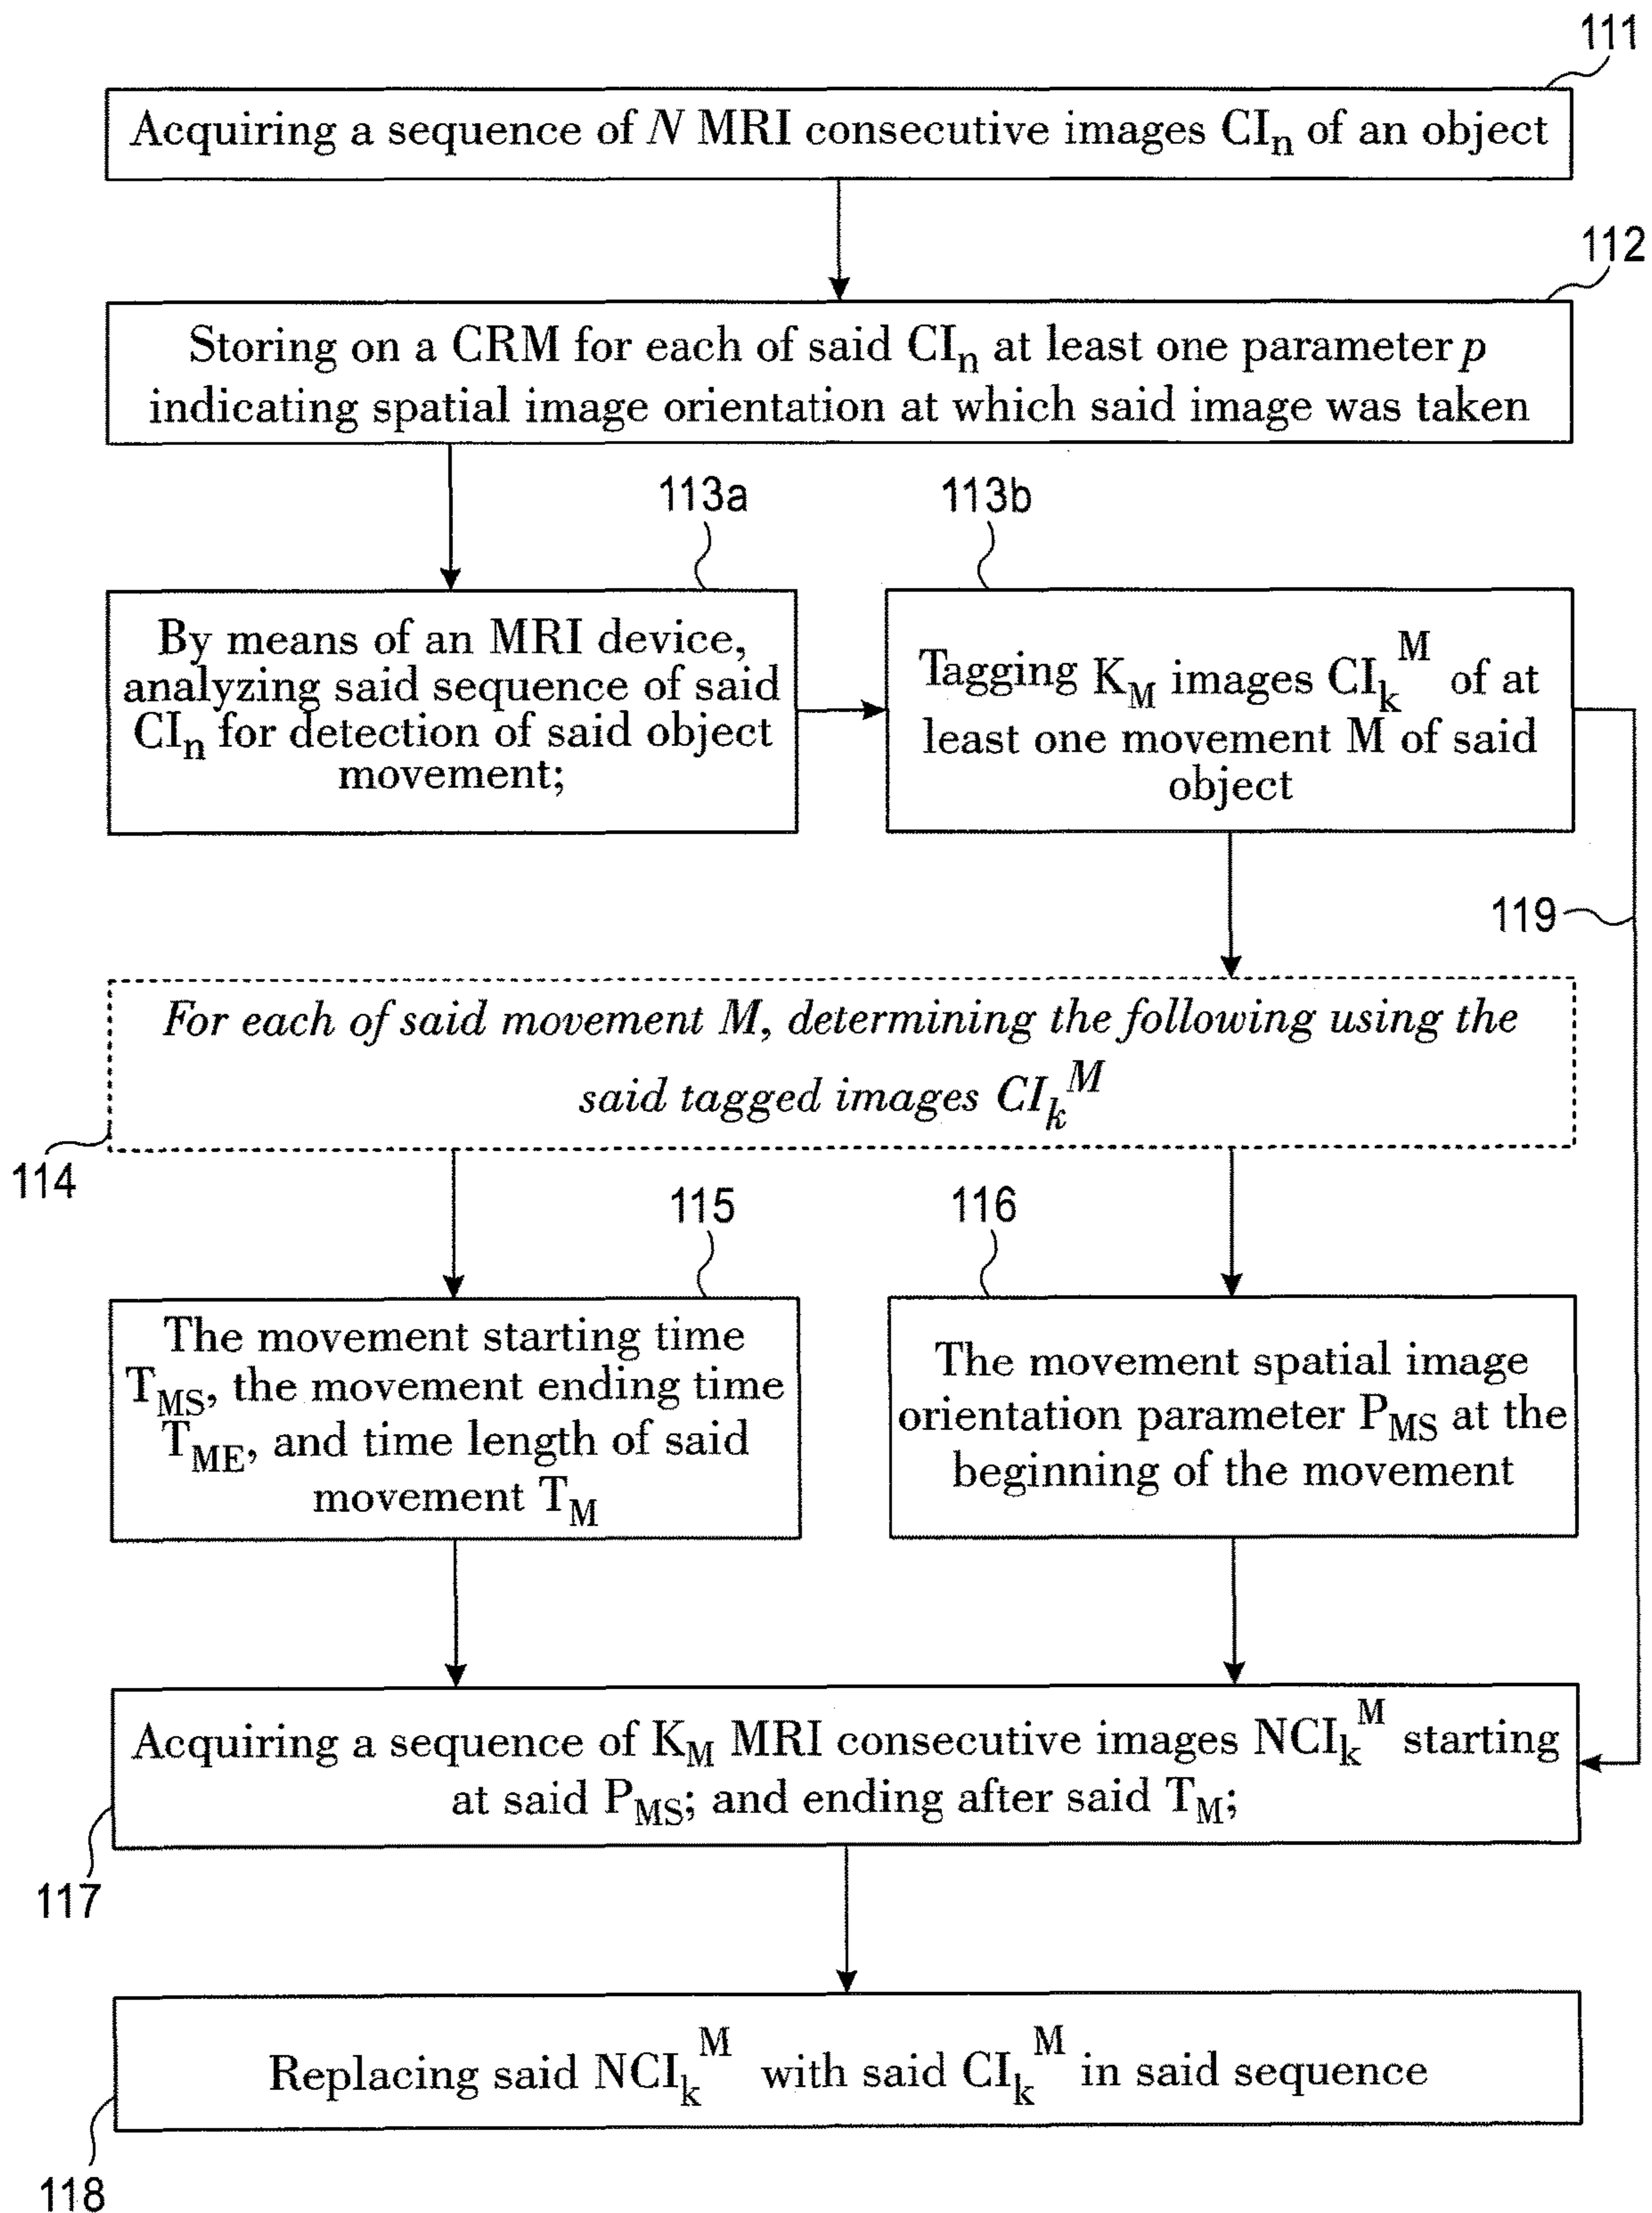 111
Acquiring a sequence of N MRI consecutive images CIn of an object
112
Storing on a CRM for each of said CIn at least one parameter p
indicating spatial image orientation at which said image was taken
113a
113b
By means of an MRI device,
analyzing said sequence of said
CIn for detection of said object
movement;
Tagging KM images CIk^M of at
least one movement M of said
object
119
For each of said movement M, determining the following using the
said tagged images CIk^M
114
115
116
The movement starting time
TMS, the movement ending time
TME, and time length of said
movement TM
The movement spatial image
orientation parameter PMS at the
beginning of the movement
Acquiring a sequence of KM MRI consecutive images NCIk^M starting
at said PMS; and ending after said TM;
117
Replacing said NCIk^M with said CIk^M in said sequence
118